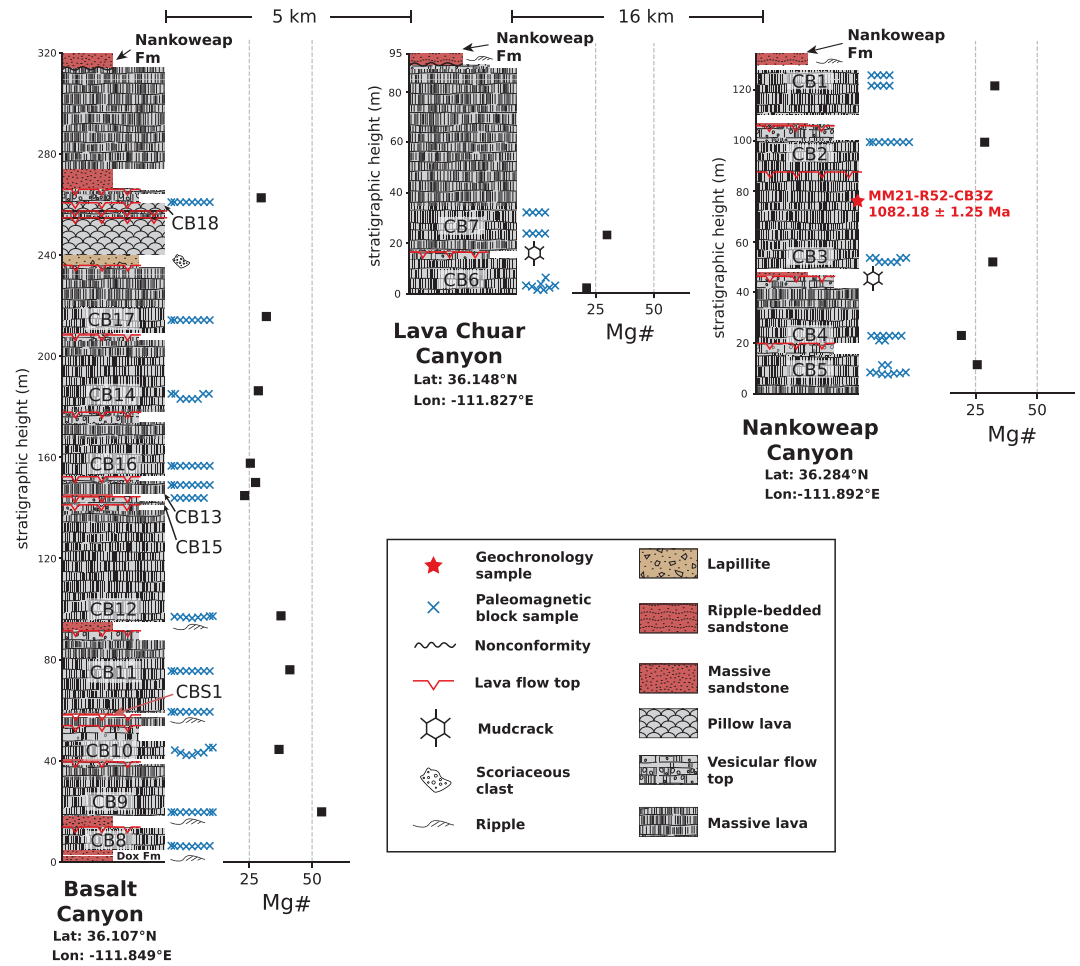 5 km
16 km
320
280
240
200
160
120
80
40
0
stratigraphic height (m)
Nankoweap
Fm
CB18
CB17
CB14
CB16
CB13
CB15
CB12
CB11
CBS1
CB10
CB9
CB8
Dox Fm
25
50
Mg#
Basalt
Canyon
Lat: 36.107°N
Lon: -111.849°E
95
80
60
40
20
0
stratigraphic height (m)
Nankoweap
Fm
CB7
CB6
25
50
Mg#
Lava Chuar
Canyon
Lat: 36.148°N
Lon: -111.827°E
120
100
80
60
40
20
0
stratigraphic height (m)
Nankoweap
Fm
CB1
CB2
MM21-R52-CB3Z
1082.18 ± 1.25 Ma
CB3
CB4
CB5
25
50
Mg#
Nankoweap
Canyon
Lat: 36.284°N
Lon:-111.892°E
Geochronology
sample
Paleomagnetic
block sample
Nonconformity
Lava flow top
Mudcrack
Scoriaceous
clast
Ripple
Lapillite
Ripple-bedded
sandstone
Massive
sandstone
Pillow lava
Vesicular flow
top
Massive lava